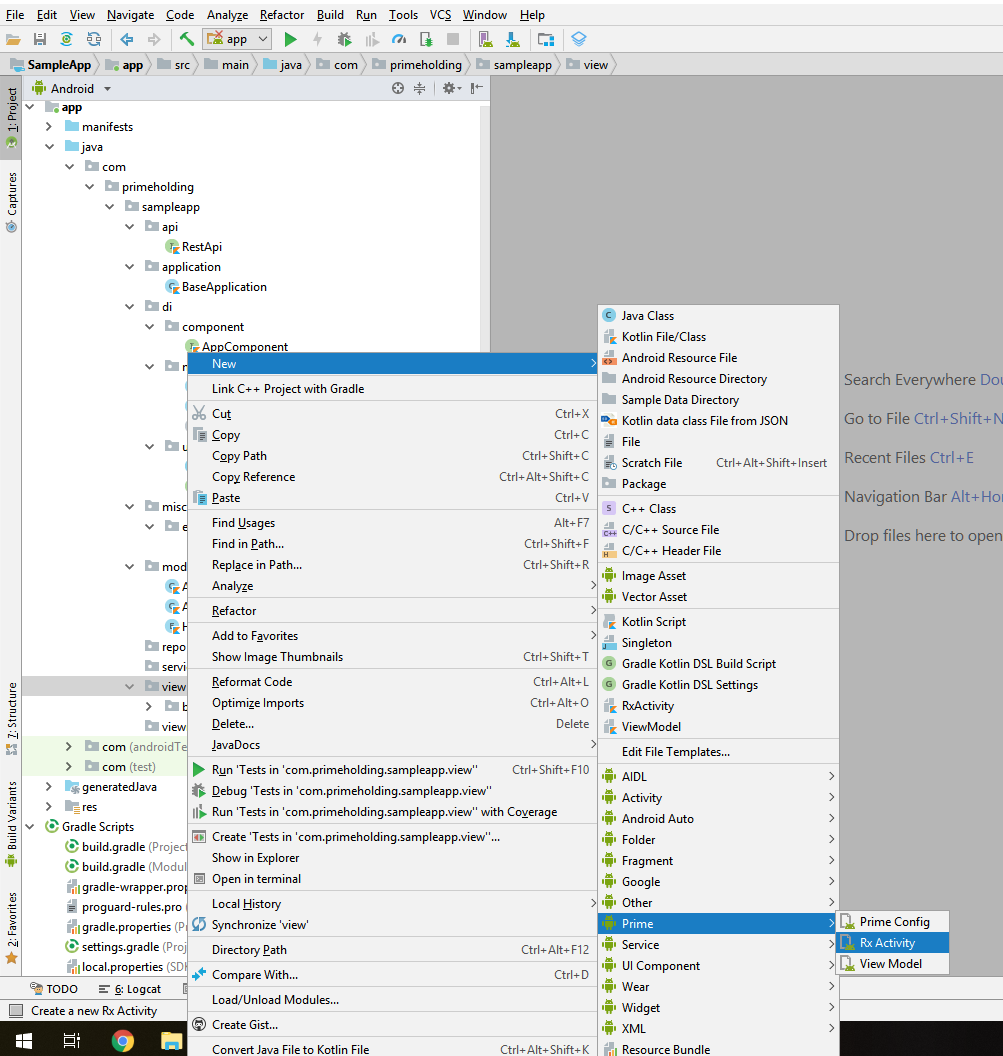 File Edit View Navigate Code Analyze Refactor Build Run Tools VCS Window Help
app
SampleApp app src main java com primeholding sampleapp view
1: Project
Captures
7: Structure
Build Variants
2: Favorites
Android
app
manifests
java
com
primeholding
sampleapp
api
RestApi
application
BaseApplication
di
component
AppComponent
misc
mod
repo
servi
view
view
com (androidTe
com (test)
generatedJava
res
Gradle Scripts
build.gradle (Projec
build.gradle (Modul
gradle-wrapper.prop
proguard-rules.pro
gradle.properties
settings.gradle (Proj
local.properties (SDK
New
Link C++ Project with Gradle
Cut Ctrl+X
Copy Ctrl+C
Copy Path Ctrl+Shift+C
Copy Reference Ctrl+Alt+Shift+C
Paste Ctrl+V
Find Usages Alt+F7
Find in Path... Ctrl+Shift+F
Replace in Path... Ctrl+Shift+R
Analyze
Refactor
Add to Favorites
Show Image Thumbnails Ctrl+Shift+T
Reformat Code Ctrl+Alt+L
Optimize Imports Ctrl+Alt+O
Delete... Delete
JavaDocs
Run 'Tests in 'com.primeholding.sampleapp.view'' Ctrl+Shift+F10
Debug 'Tests in 'com.primeholding.sampleapp.view''
Run 'Tests in 'com.primeholding.sampleapp.view'' with Coverage
Create 'Tests in 'com.primeholding.sampleapp.view''...
Show in Explorer
Open in terminal
Local History
Synchronize 'view'
Directory Path Ctrl+Alt+F12
Compare With... Ctrl+D
Load/Unload Modules...
Create Gist...
Convert Java File to Kotlin File Ctrl+Alt+Shift+K
Java Class
Kotlin File/Class
Android Resource File
Android Resource Directory
Sample Data Directory
Kotlin data class File from JSON
File
Scratch File Ctrl+Alt+Shift+Insert
Package
C++ Class
C/C++ Source File
C/C++ Header File
Image Asset
Vector Asset
Kotlin Script
Singleton
Gradle Kotlin DSL Build Script
Gradle Kotlin DSL Settings
RxActivity
ViewModel
Edit File Templates...
AIDL
Activity
Android Auto
Folder
Fragment
Google
Other
Prime
Service
UI Component
Wear
Widget
XML
Resource Bundle
Prime Config
Rx Activity
View Model
Search Everywhere Dou
Go to File Ctrl+Shift+N
Recent Files Ctrl+E
Navigation Bar Alt+Ho
Drop files here to open
TODO 6: Logcat
Create a new Rx Activity